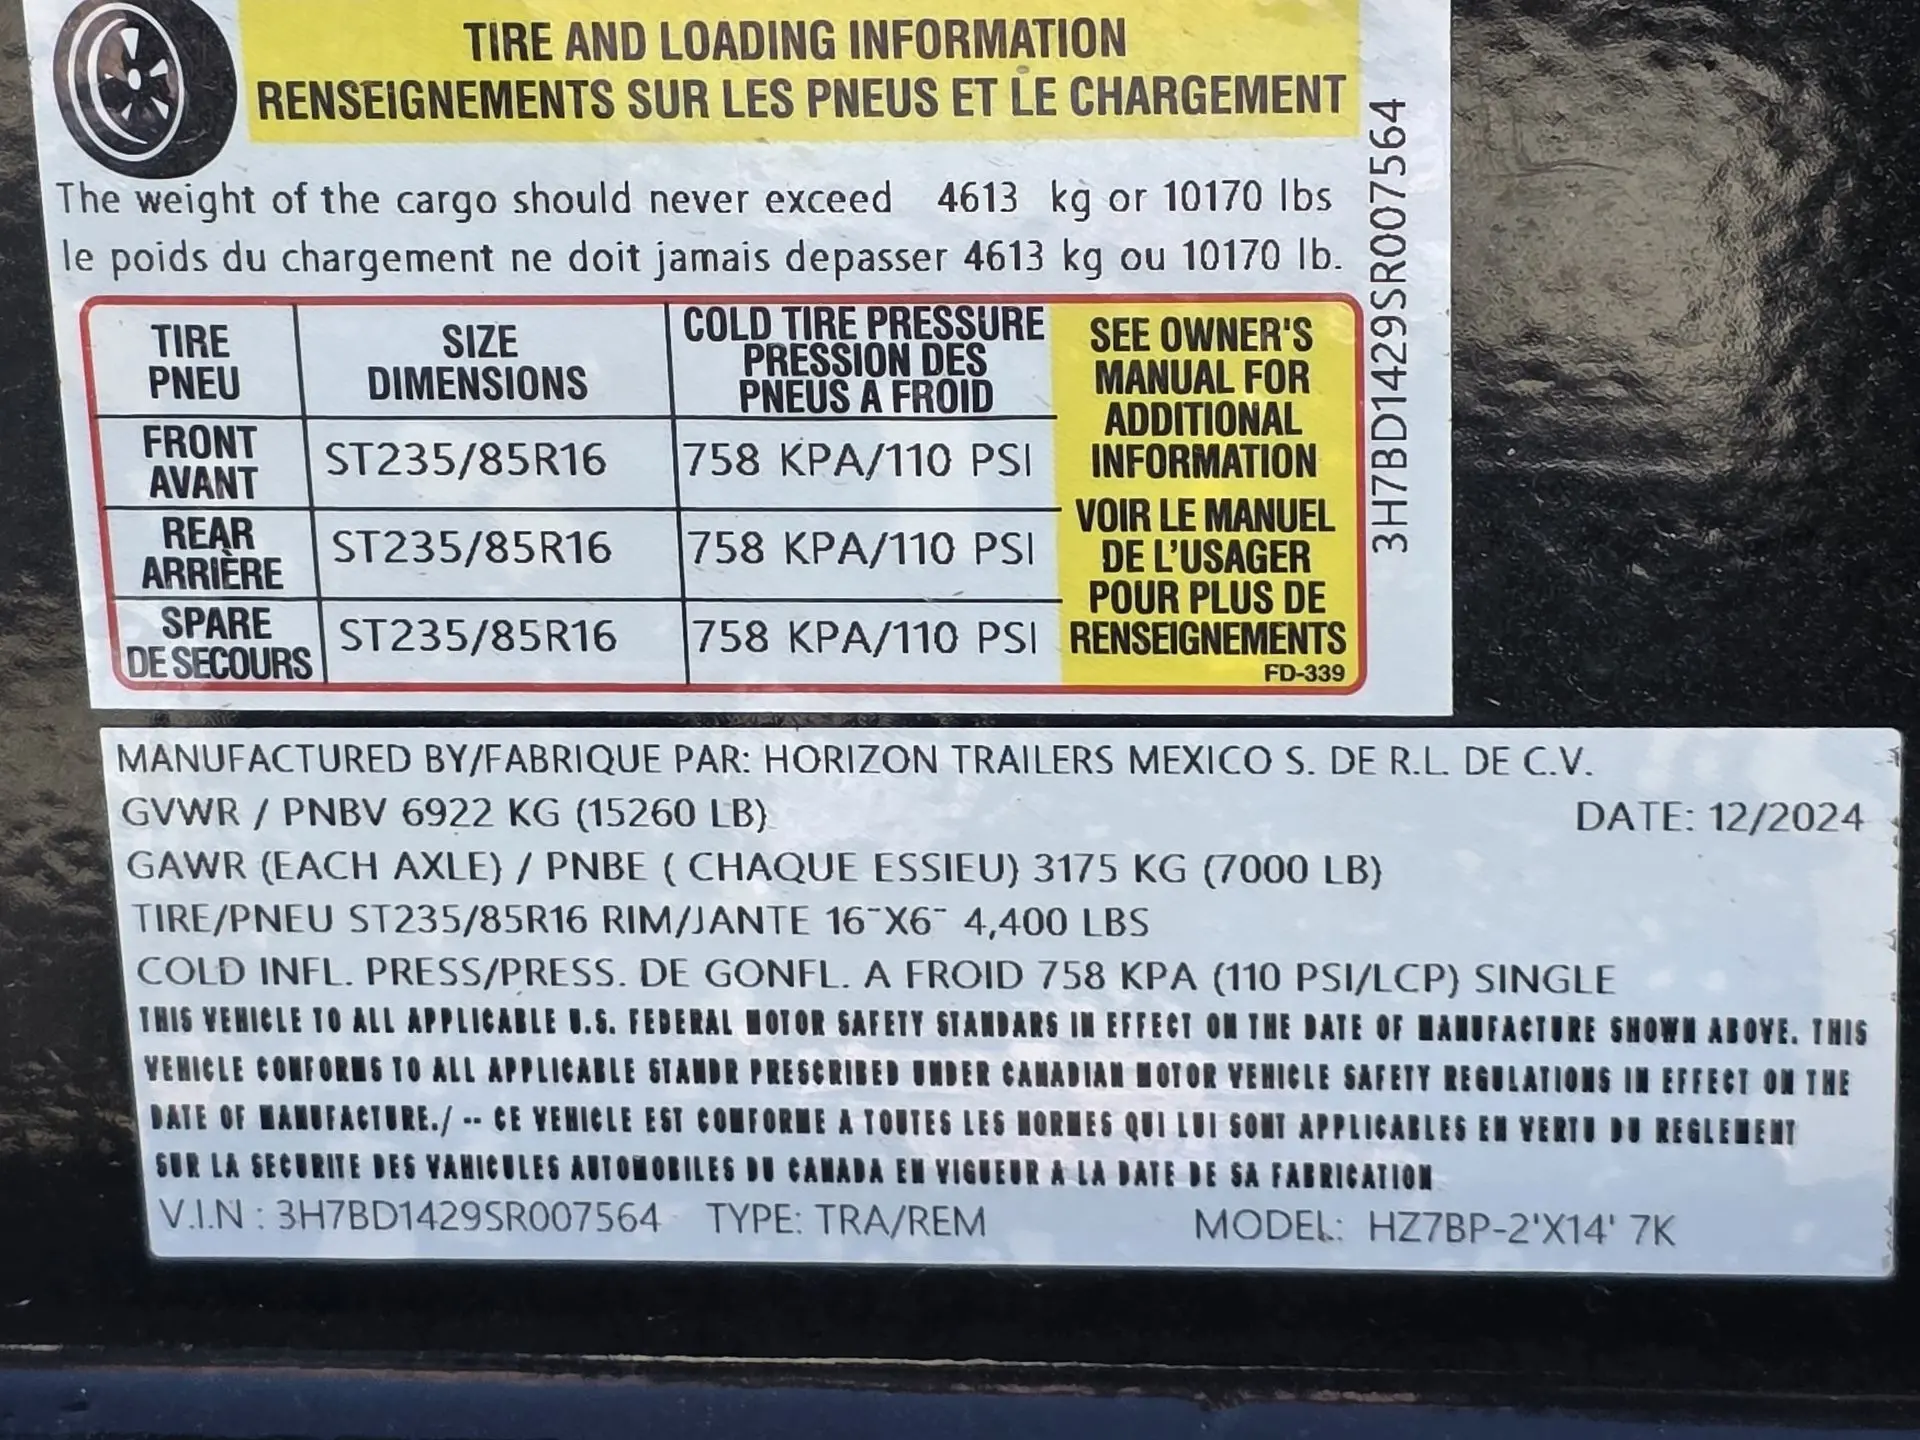 TIRE AND LOADING INFORMATION
RENSEIGNEMENTS SUR LES PNEUS ET LE CHARGEMENT
The weight of the cargo should never exceed 4613 kg or 10170 lbs
le poids du chargement ne doit jamais depasser 4613 kg ou 10170 lb.
3H7BD1429SR007564
TIRE
PNEU
SIZE
DIMENSIONS
COLD TIRE PRESSURE
PRESSION DES
PNEUS A FROID
FRONT
AVANT
ST235/85R16
758 KPA/110 PSI
REAR
ARRIÈRE
ST235/85R16
758 KPA/110 PSI
SPARE
DE SECOURS
ST235/85R16
758 KPA/110 PSI
SEE OWNER'S
MANUAL FOR
ADDITIONAL
INFORMATION
VOIR LE MANUEL
DE L'USAGER
POUR PLUS DE
RENSEIGNEMENTS
FD-339
MANUFACTURED BY/FABRIQUE PAR: HORIZON TRAILERS MEXICO S. DE R.L. DE C.V.
GVWR / PNBV 6922 KG (15260 LB) DATE: 12/2024
GAWR (EACH AXLE) / PNBE ( CHAQUE ESSIEU) 3175 KG (7000 LB)
TIRE/PNEU ST235/85R16 RIM/JANTE 16"X6" 4,400 LBS
COLD INFL. PRESS/PRESS. DE GONFL. A FROID 758 KPA (110 PSI/LCP) SINGLE
THIS VEHICLE TO ALL APPLICABLE U.S. FEDERAL MOTOR SAFETY STANDARS IN EFFECT ON THE DATE OF MANUFACTURE SHOWN ABOVE. THIS
VEHICLE CONFORMS TO ALL APPLICABLE STANDR PRESCRIBED UNDER CANADIAN MOTOR VEHICLE SAFETY REGULATIONS IN EFFECT ON THE
DATE OF MANUFACTURE./ -- CE VEHICLE EST CONFORME A TOUTES LES NORMES QUI LUI SONT APPLICABLES EN VERTU DU REGLEMENT
SUR LA SECURITE DES VAHICULES AUTOMOBILES DU CANADA EN VIGUEUR A LA DATE DE SA FABRICATION
V.I.N : 3H7BD1429SR007564 TYPE: TRA/REM MODEL: HZ7BP-2'X14' 7K